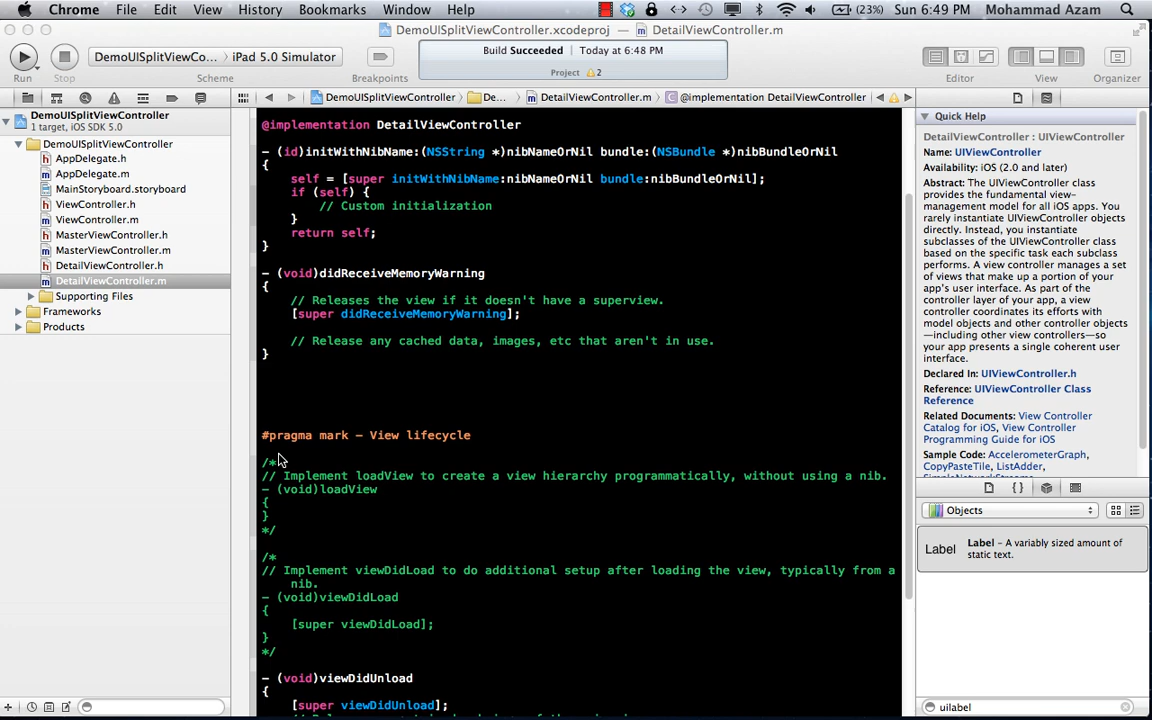 Chrome File Edit View History Bookmarks Window Help (23%) Sun 6:49 PM Mohammad Azam
DemoUISplitViewController.xcodeproj — DetailViewController.m
Run Stop
DemoUISplitViewCo... iPad 5.0 Simulator
Scheme
Breakpoints
Build Succeeded | Today at 6:48 PM
Project 2
Editor
View
Organizer
DemoUISplitViewController De... DetailViewController.m @implementation DetailViewController
DemoUISplitViewController
1 target, iOS SDK 5.0
DemoUISplitViewController
AppDelegate.h
AppDelegate.m
MainStoryboard.storyboard
ViewController.h
ViewController.m
MasterViewController.h
MasterViewController.m
DetailViewController.h
DetailViewController.m
Supporting Files
Frameworks
Products
@implementation DetailViewController
- (id)initWithNibName:(NSString *)nibNameOrNil bundle:(NSBundle *)nibBundleOrNil
{
self = [super initWithNibName:nibNameOrNil bundle:nibBundleOrNil];
if (self) {
// Custom initialization
}
return self;
}
- (void)didReceiveMemoryWarning
{
// Releases the view if it doesn't have a superview.
[super didReceiveMemoryWarning];
// Release any cached data, images, etc that aren't in use.
}
#pragma mark - View lifecycle
/*
// Implement loadView to create a view hierarchy programmatically, without using a nib.
- (void)loadView
{
}
*/
/*
// Implement viewDidLoad to do additional setup after loading the view, typically from a
nib.
- (void)viewDidLoad
{
[super viewDidLoad];
}
*/
- (void)viewDidUnload
{
[super viewDidUnload];
Quick Help
DetailViewController : UIViewController
Name: UIViewController
Availability: iOS (2.0 and later)
Abstract: The UIViewController class
provides the fundamental view-
management model for all iOS apps. You
rarely instantiate UIViewController objects
directly. Instead, you instantiate
subclasses of the UIViewController class
based on the specific task each subclass
performs. A view controller manages a set
of views that make up a portion of your
app's user interface. As part of the
controller layer of your app, a view
controller coordinates its efforts with
model objects and other controller objects
—including other view controllers—so
your app presents a single coherent user
interface.
Declared In: UIViewController.h
Reference: UIViewController Class
Reference
Related Documents: View Controller
Catalog for iOS, View Controller
Programming Guide for iOS
Sample Code: AccelerometerGraph,
CopyPasteTile, ListAdder,
Objects
Label
Label - A variably sized amount of
static text.
uilabel